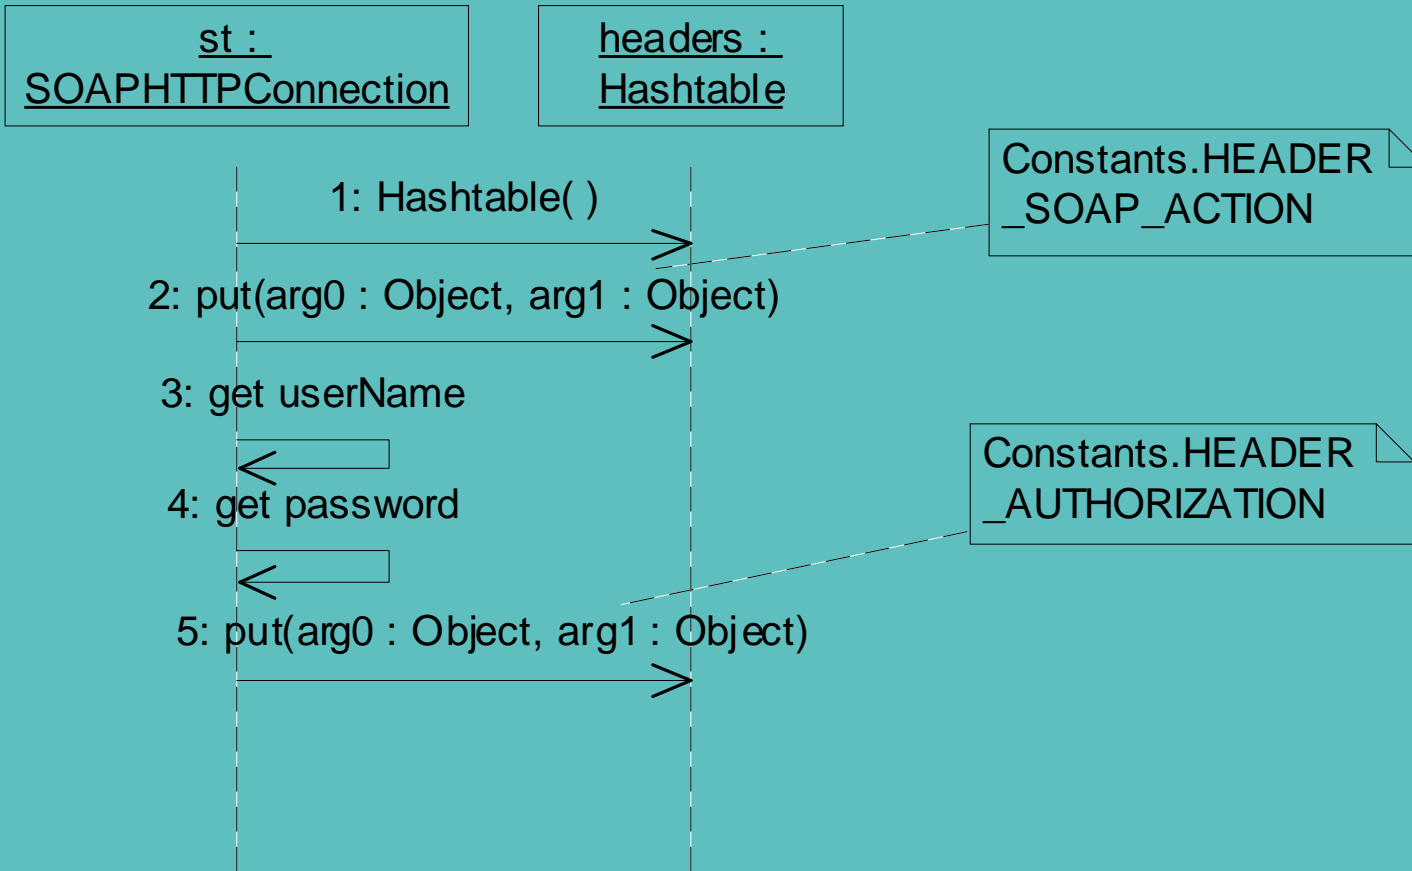 st :
SOAPHTTPConnection
headers :
Hashtable
Constants.HEADER
_SOAP_ACTION
1: Hashtable( )
2: put(arg0 : Object, arg1 : Object)
3: get userName
Constants.HEADER
_AUTHORIZATION
4: get password
5: put(arg0 : Object, arg1 : Object)